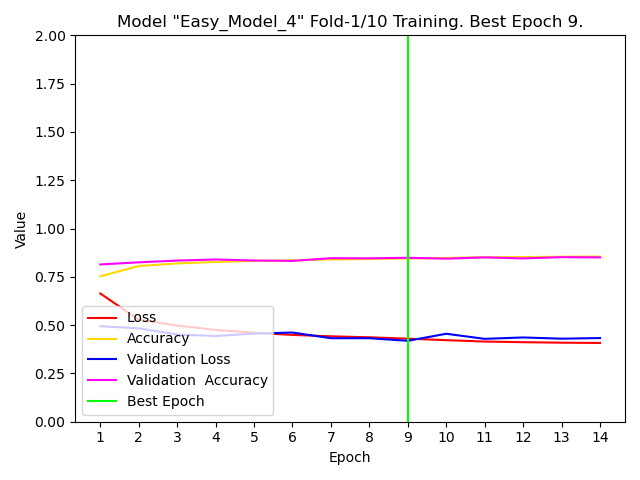 Model "Easy_Model_4" Fold-1/10 Training. Best Epoch 9.
2.00
1.75
1.50
1.25
1.00
0.75
0.50
0.25
0.00
Value
Loss
Accuracy
Validation Loss
Validation  Accuracy
Best Epoch
1 2 3 4 5 6 7 8 9 10 11 12 13 14
Epoch